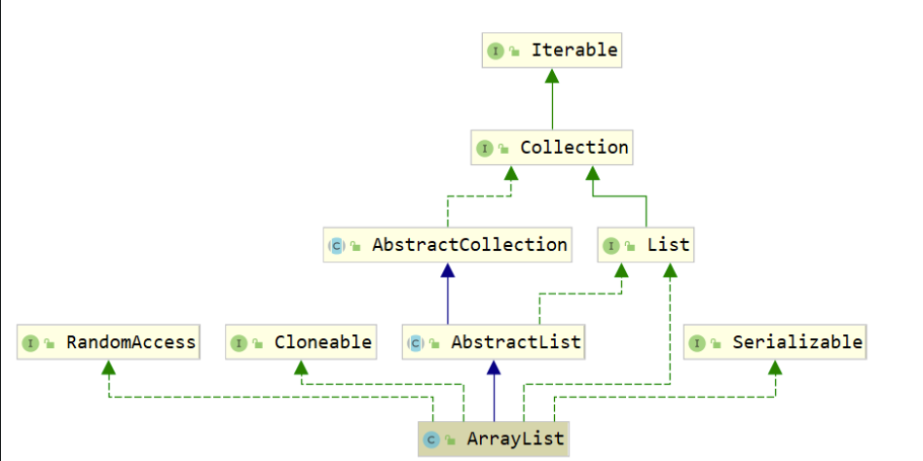 I Iterable
I Collection
C AbstractCollection
I List
I RandomAccess
I Cloneable
C AbstractList
I Serializable
C ArrayList